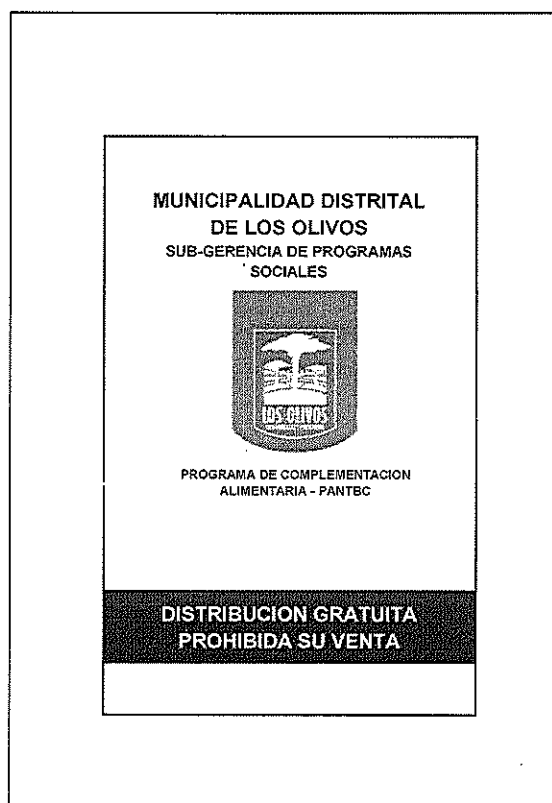 MUNICIPALIDAD DISTRITAL
DE LOS OLIVOS
SUB-GERENCIA DE PROGRAMAS
SOCIALES
LOS OLIVOS
PROGRAMA DE COMPLEMENTACION
ALIMENTARIA - PANTBC
DISTRIBUCION GRATUITA
PROHIBIDA SU VENTA